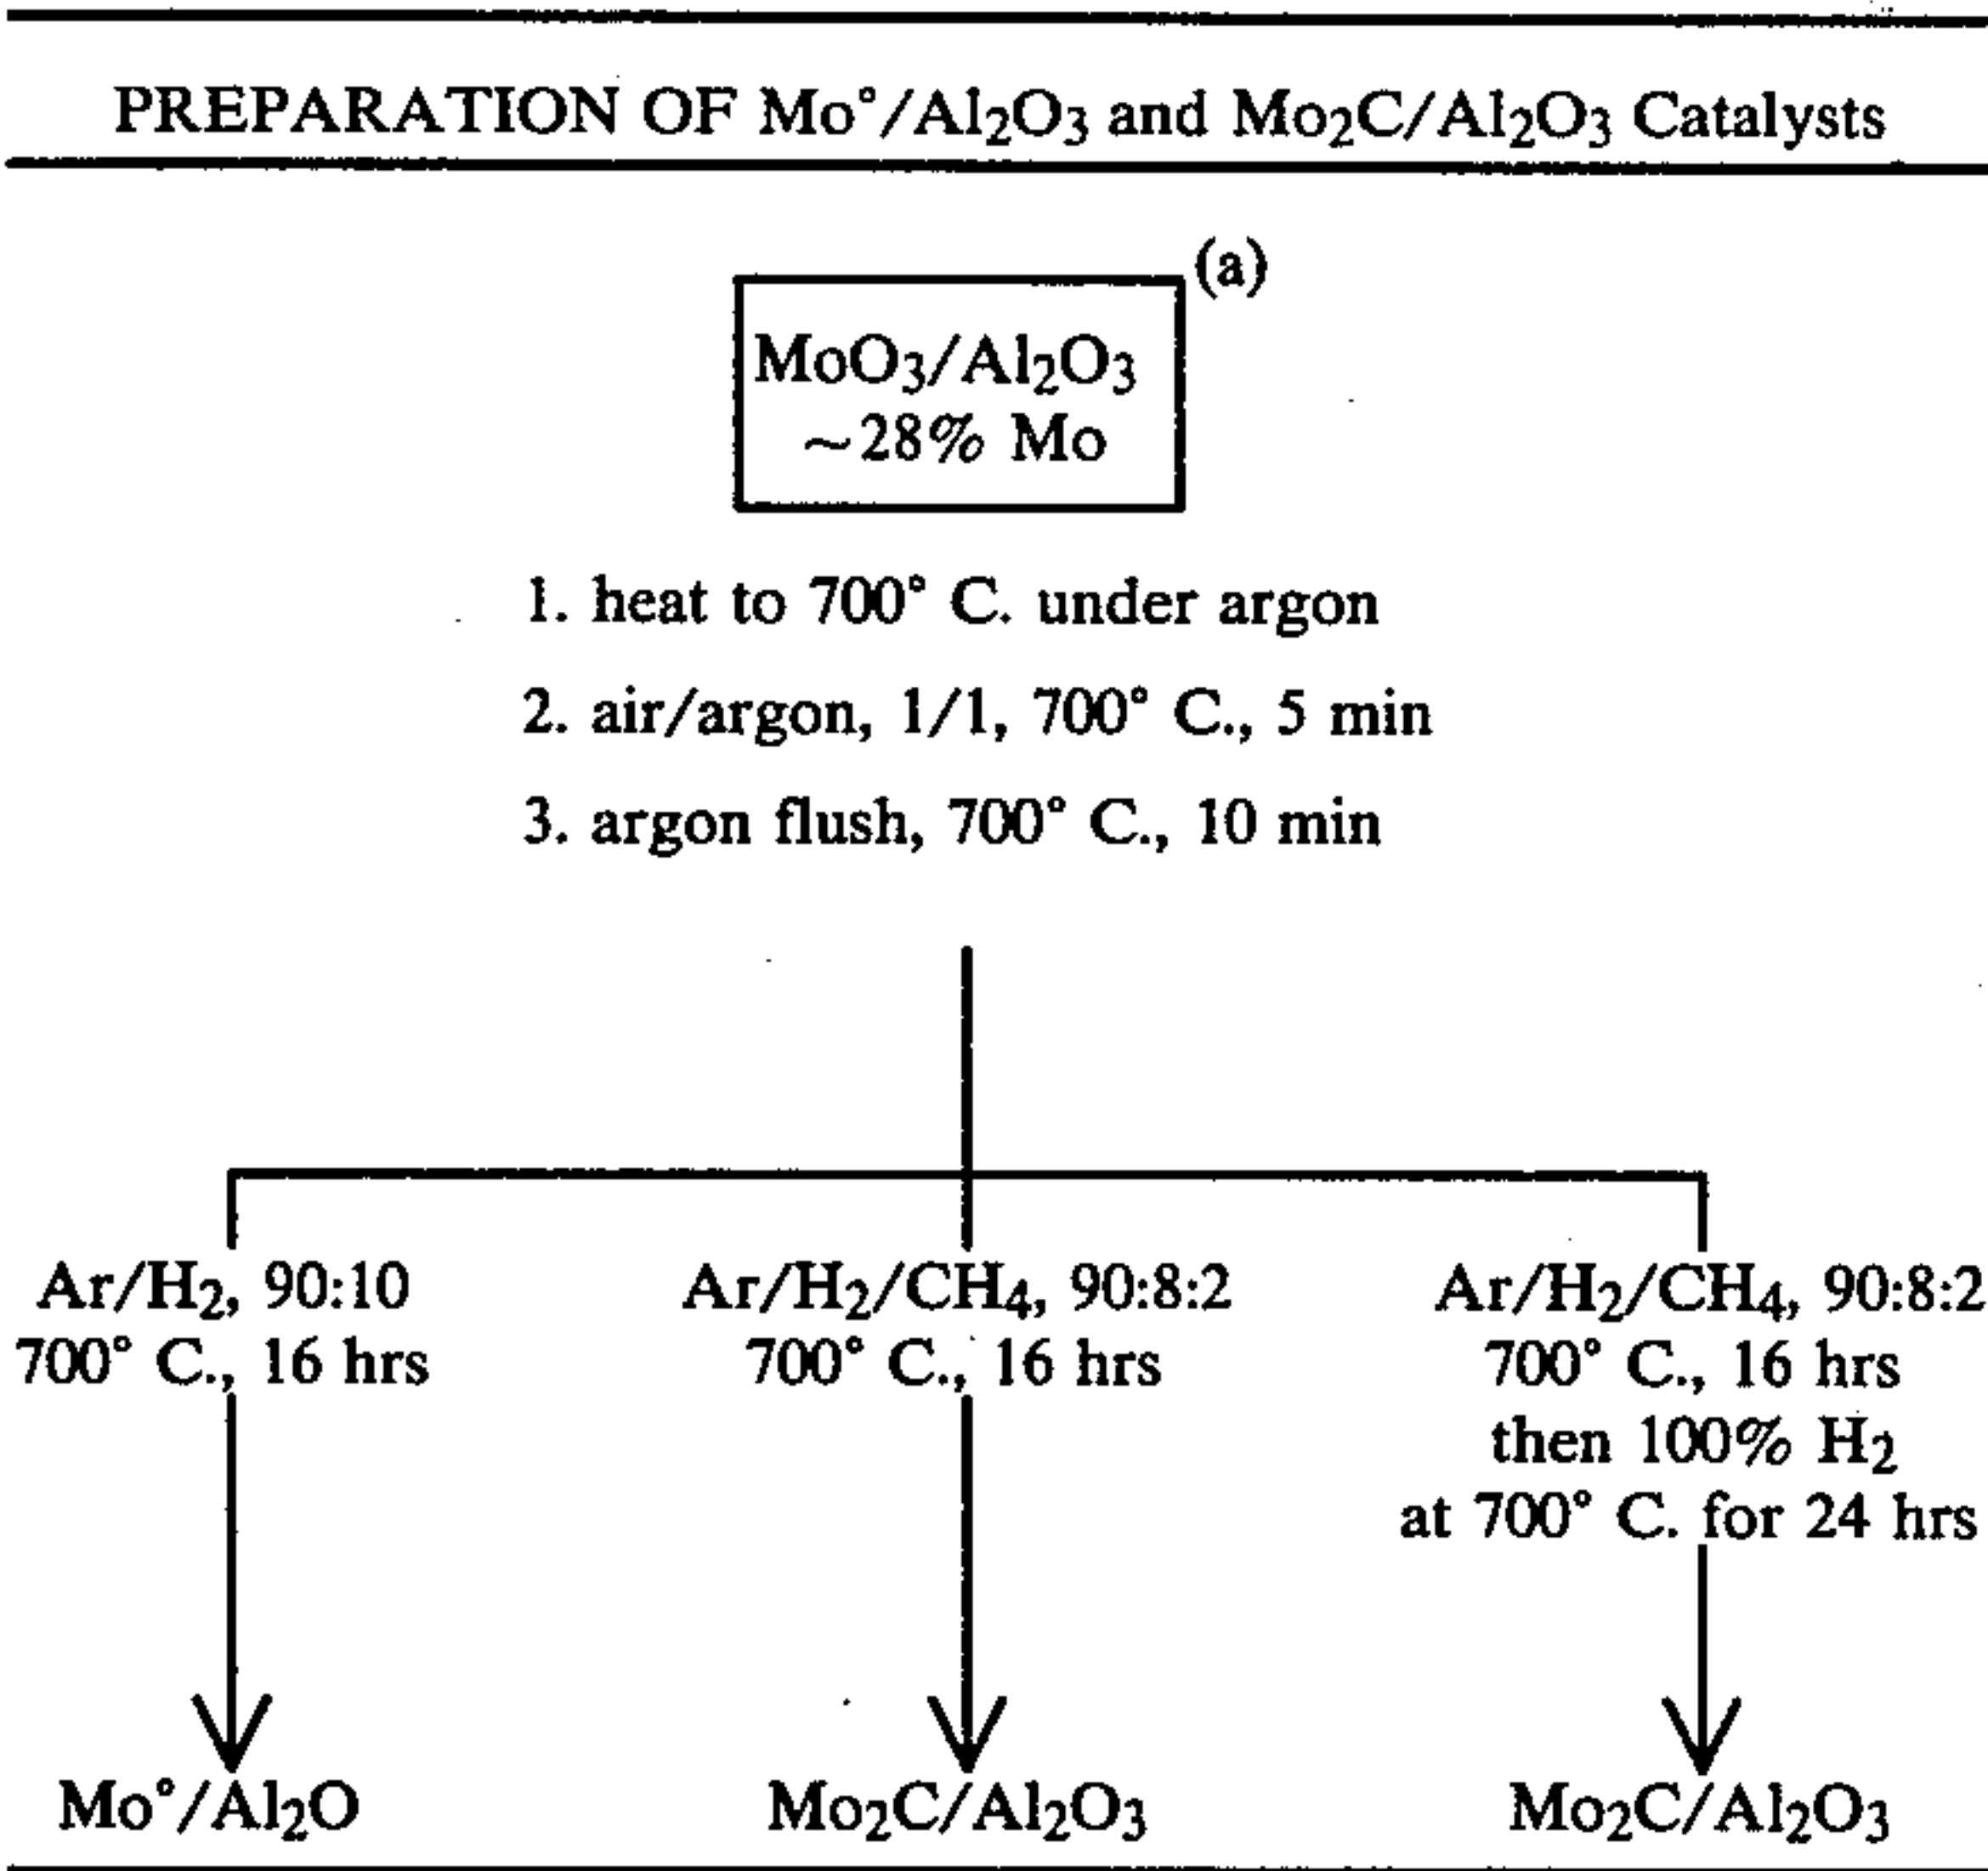 PREPARATION OF Mo°/Al₂O₃ and Mo₂C/Al₂O₃ Catalysts
(a)
MoO₃/Al₂O₃
~28% Mo
1. heat to 700° C. under argon
2. air/argon, 1/1, 700° C., 5 min
3. argon flush, 700° C., 10 min
Ar/H₂, 90:10
700° C., 16 hrs
Ar/H₂/CH₄, 90:8:2
700° C., 16 hrs
Ar/H₂/CH₄, 90:8:2
700° C., 16 hrs
then 100% H₂
at 700° C. for 24 hrs
Mo°/Al₂O
Mo₂C/Al₂O₃
Mo₂C/Al₂O₃